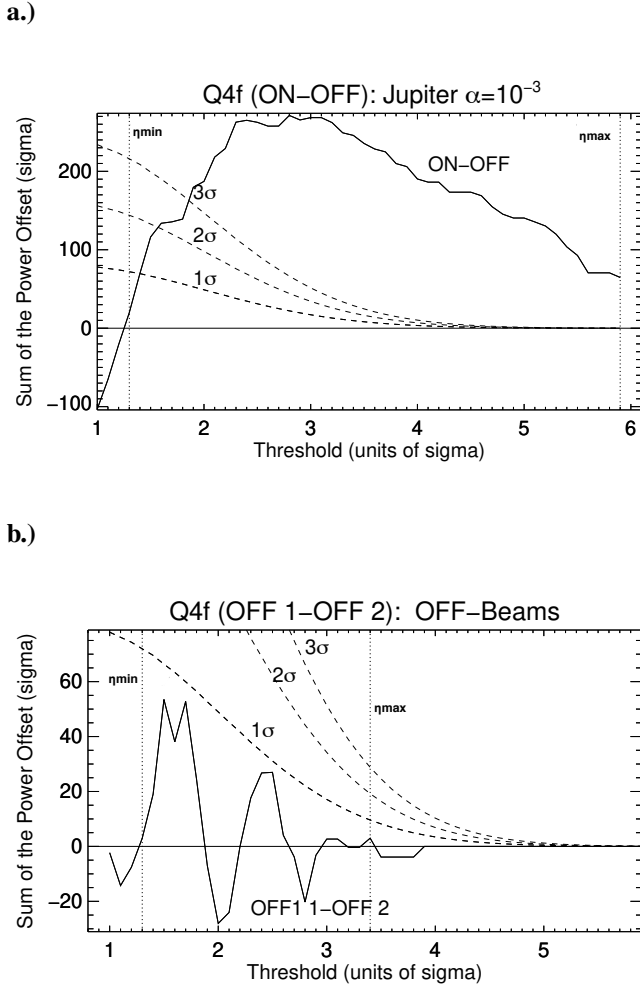 a.)
Q4f (ON−OFF): Jupiter α=10⁻³
ηmin
ηmax
ON−OFF
3σ
2σ
1σ
200
100
0
−100
Sum of the Power Offset (sigma)
1 2 3 4 5 6
Threshold (units of sigma)
b.)
Q4f (OFF 1−OFF 2): OFF−Beams
3σ
ηmin
2σ
ηmax
1σ
60
40
20
0
−20
Sum of the Power Offset (sigma)
OFF1 1−OFF 2
1 2 3 4 5
Threshold (units of sigma)